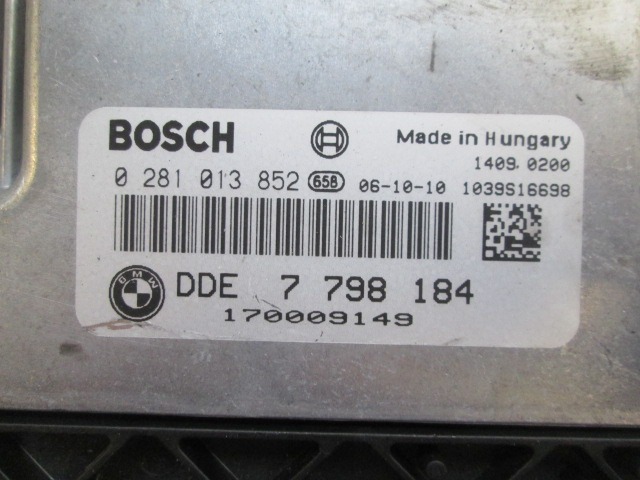 BOSCH Made in Hungary
1409.0200
0 281 013 852 658 06-10-10 1039S16698
BMW DDE 7 798 184
170009149